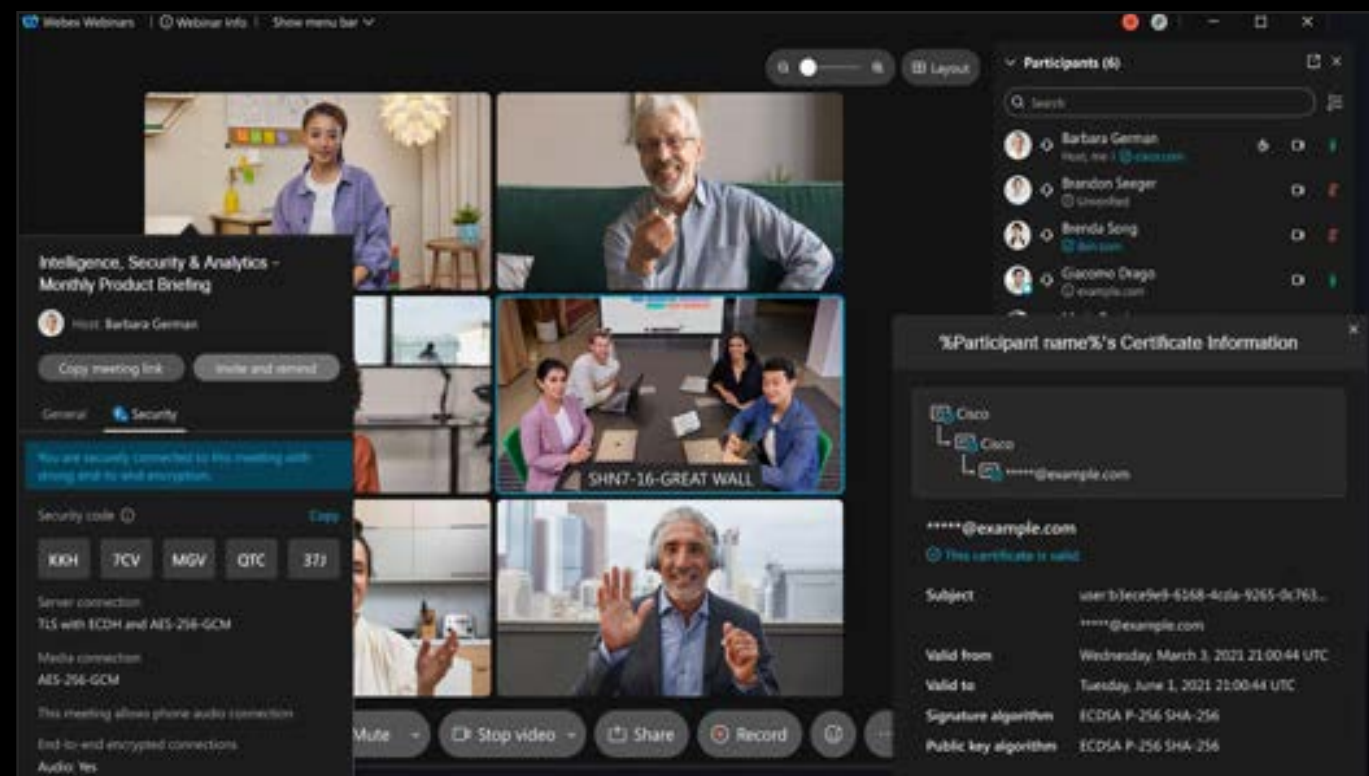 Webex Webinars
Webinar Info
Show menu bar
Layout
Participants (6)
Search
Barbara German
Host, me | cisco.com
Brandon Seeger
Unverified
Brenda Song
Giacomo Drago
example.com
Intelligence, Security & Analytics -
Monthly Product Briefing
Host: Barbara German
Copy meeting link
Invite and remind
General
Security
You are securely connected to this meeting with
strong end-to-end encryption.
Security code
Copy
KKH 7CV MGV QTC 37J
Server connection
TLS with ECDH and AES-256-GCM
Media connection
AES-256-GCM
This meeting allows phone audio connection
End-to-end encrypted connections
Audio: Yes
SHN7-16-GREAT WALL
Mute
Stop video
Share
Record
%Participant name%'s Certificate Information
Cisco
Cisco
*****@example.com
*****@example.com
This certificate is valid
Subject
user:b3ece9e9-6168-4cda-9265-0c763...
*****@example.com
Valid from
Wednesday, March 3, 2021 21:00:44 UTC
Valid to
Tuesday, June 1, 2021 21:00:44 UTC
Signature algorithm
ECDSA P-256 SHA-256
Public key algorithm
ECDSA P-256 SHA-256